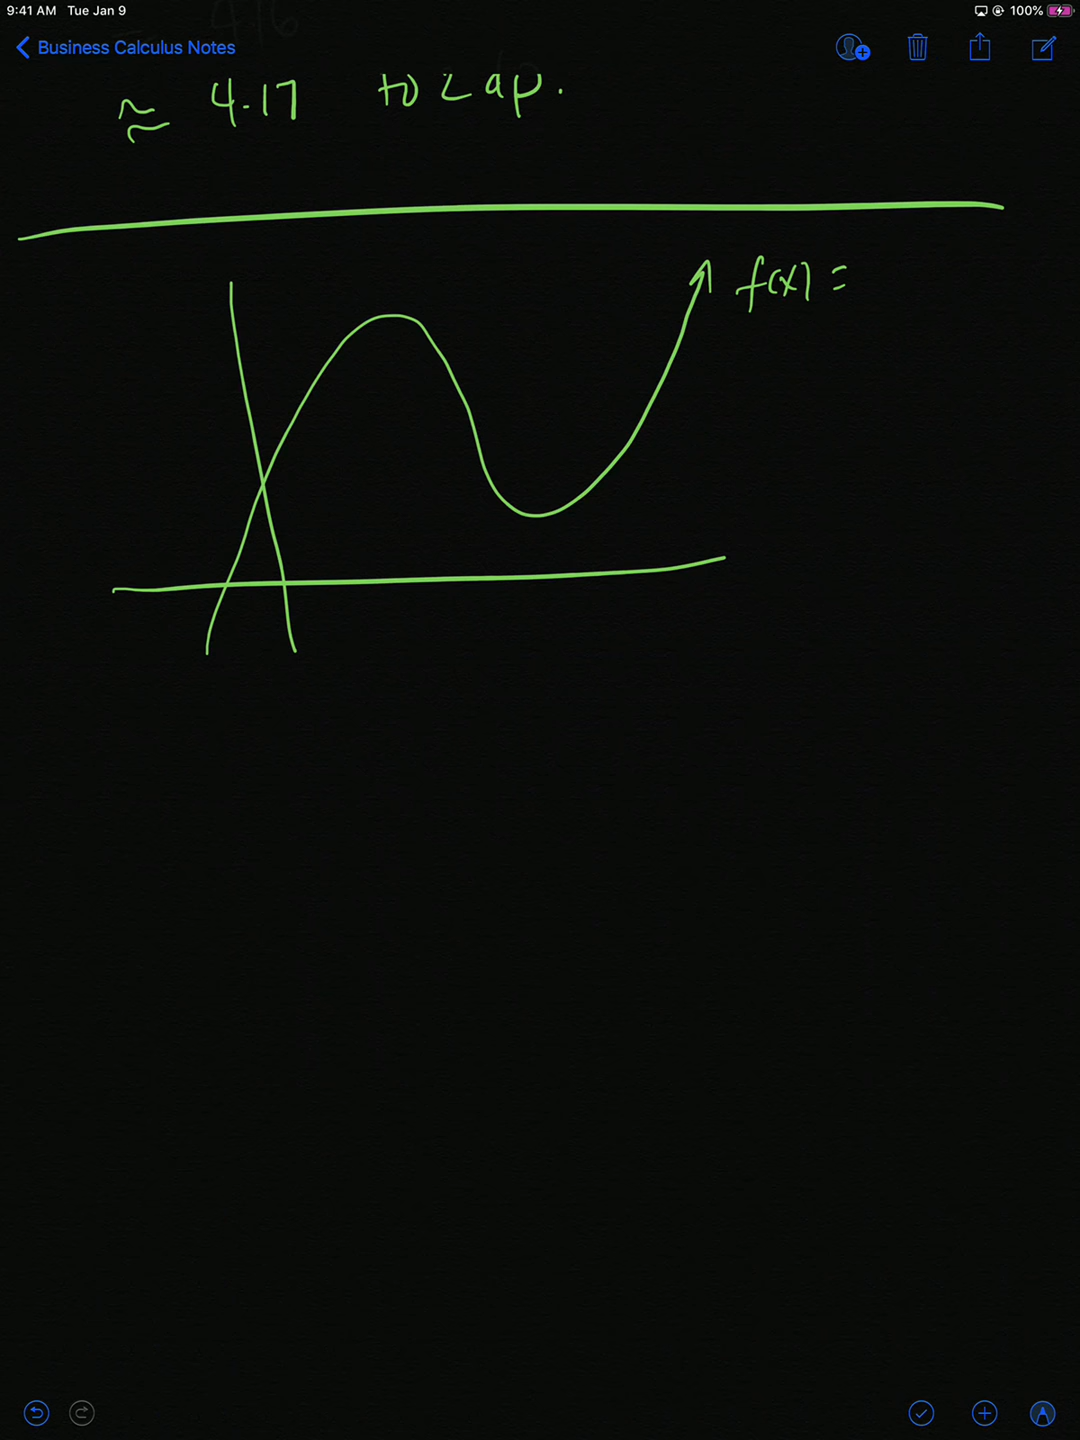 9:41 AM Tue Jan 9
100%
Business Calculus Notes
≈ 4.17 to 2 dp.
f(x) =